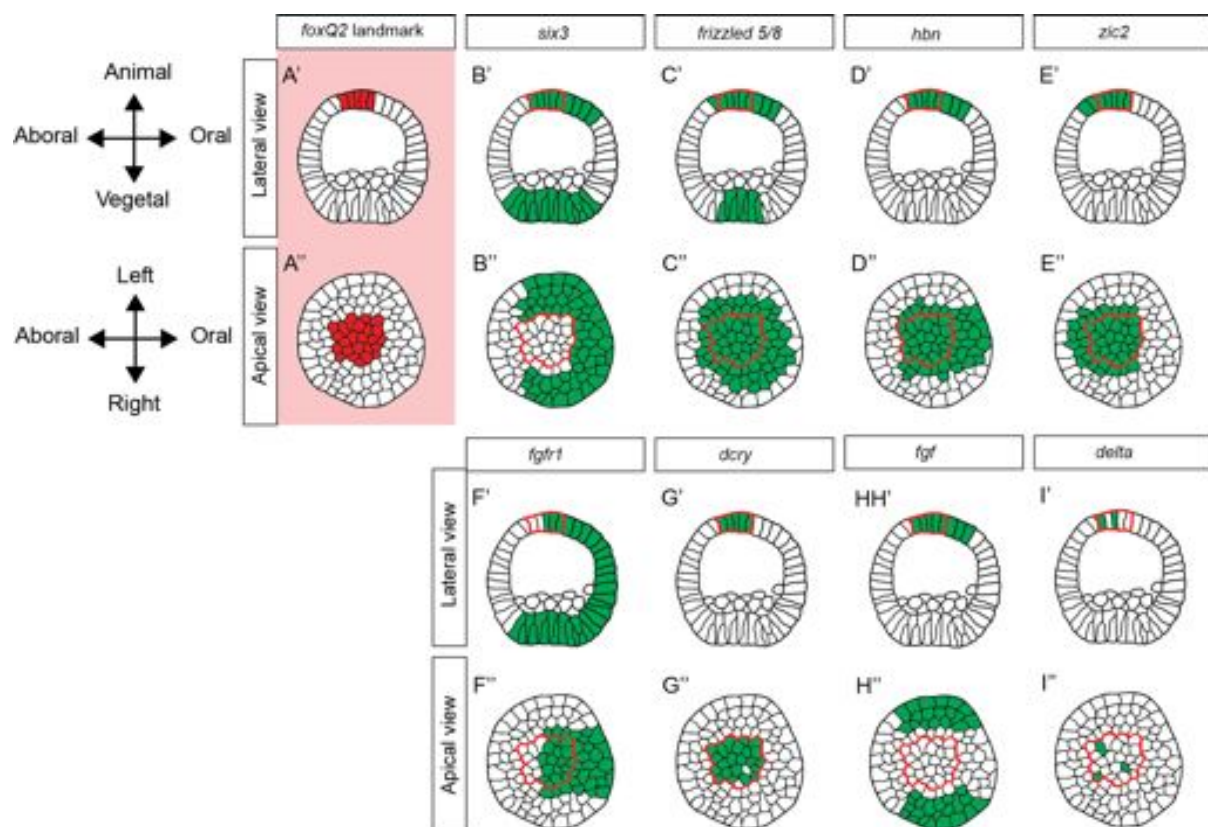 foxQ2 landmark
six3
frizzled 5/8
hbn
zic2
Animal
Aboral
Oral
Vegetal
Lateral view
A'
B'
C'
D'
E'
Left
Aboral
Oral
Right
Apical view
A"
B"
C"
D"
E"
fgfr1
dcry
fgf
delta
Lateral view
F'
G'
HH'
I'
Apical view
F"
G"
H"
I"